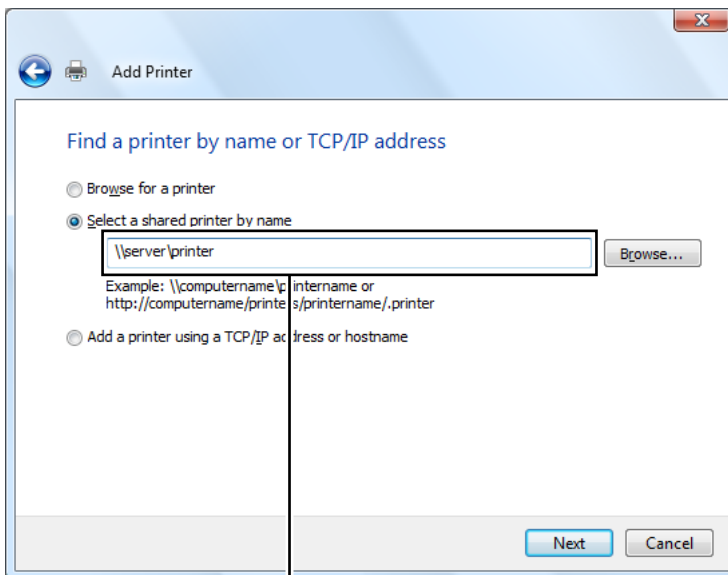 Add Printer
Find a printer by name or TCP/IP address
Browse for a printer
Select a shared printer by name
\\server\printer
Browse...
Example: \\computername\printername or
http://computername/printers/printername/.printer
Add a printer using a TCP/IP address or hostname
Next
Cancel